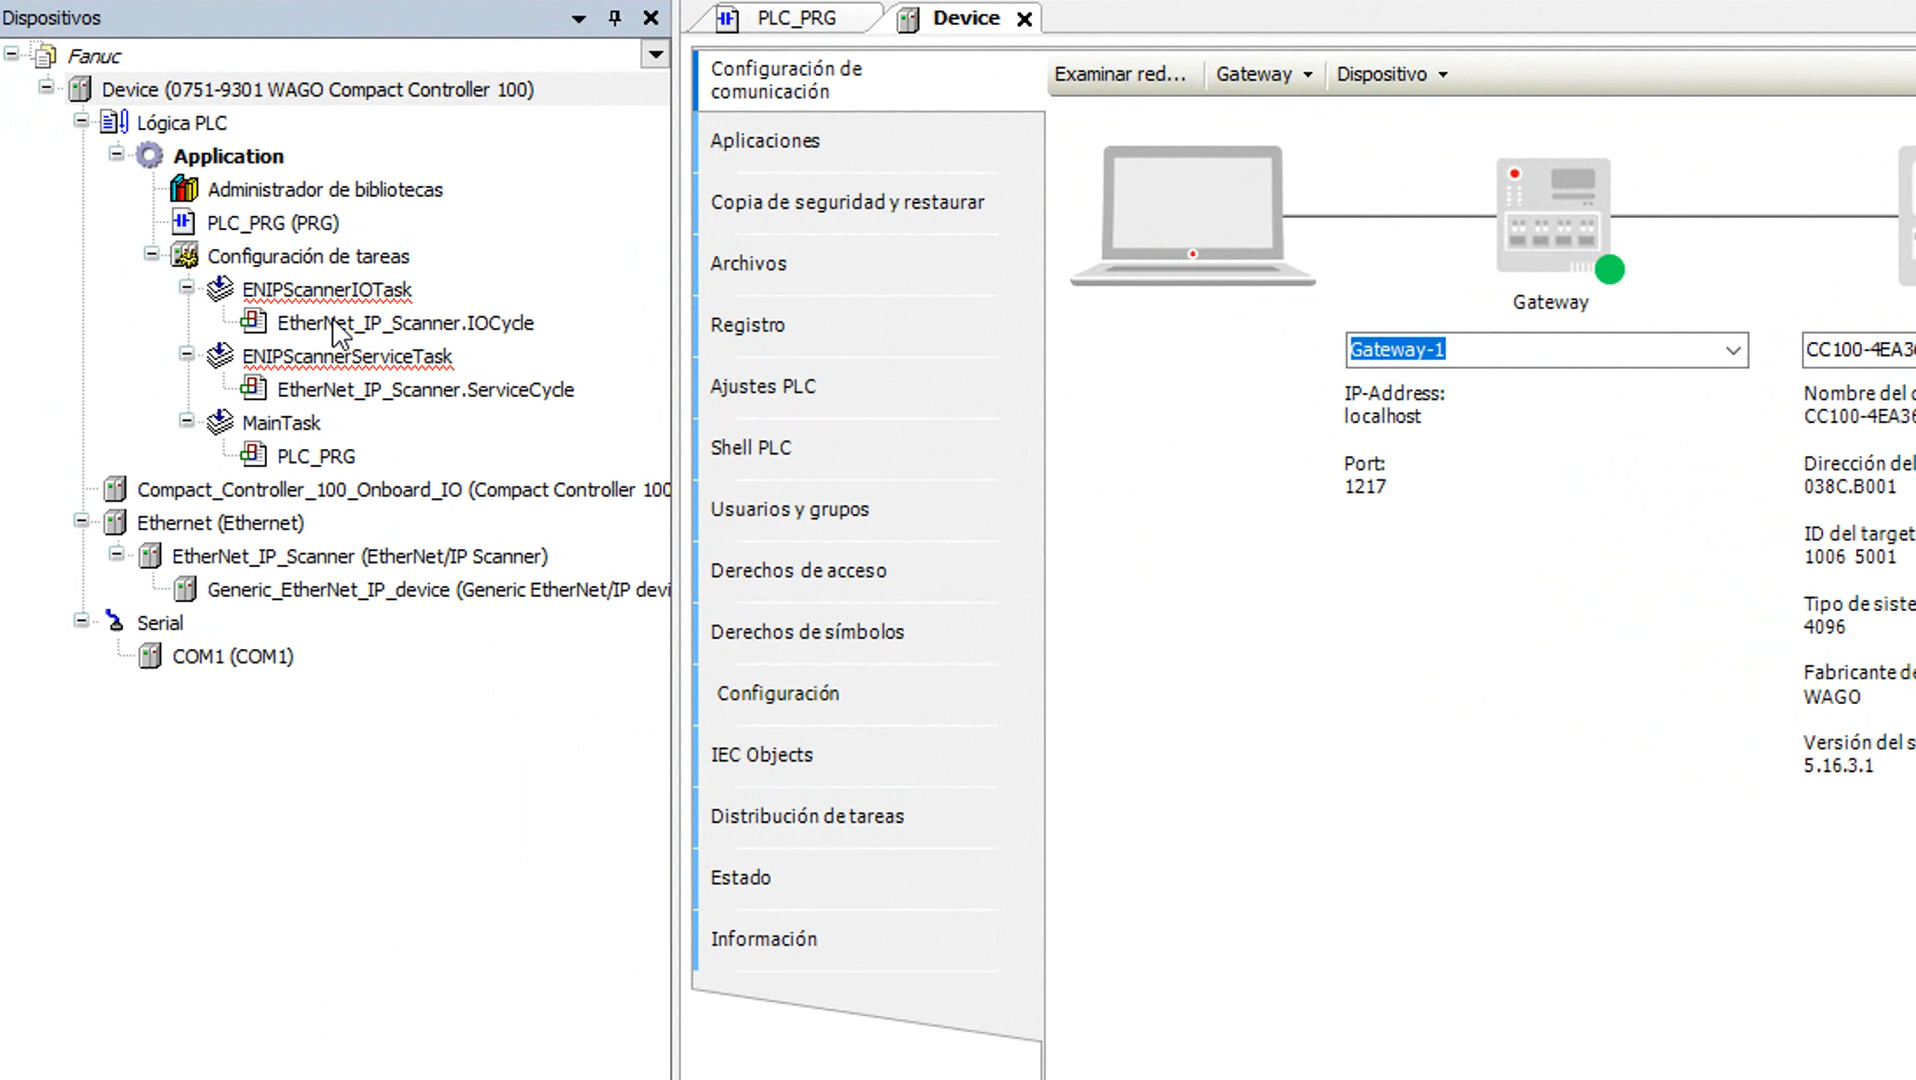 Dispositivos
Fanuc
Device (0751-9301 WAGO Compact Controller 100)
Lógica PLC
Application
Administrador de bibliotecas
PLC_PRG (PRG)
Configuración de tareas
ENIPScannerIOTask
EtherNet_IP_Scanner.IOCycle
ENIPScannerServiceTask
EtherNet_IP_Scanner.ServiceCycle
MainTask
PLC_PRG
Compact_Controller_100_Onboard_IO (Compact Controller 100
Ethernet (Ethernet)
EtherNet_IP_Scanner (EtherNet/IP Scanner)
Generic_EtherNet_IP_device (Generic EtherNet/IP devi
Serial
COM1 (COM1)
PLC_PRG
Device
Configuración de
comunicación
Aplicaciones
Copia de seguridad y restaurar
Archivos
Registro
Ajustes PLC
Shell PLC
Usuarios y grupos
Derechos de acceso
Derechos de símbolos
Configuración
IEC Objects
Distribución de tareas
Estado
Información
Examinar red...
Gateway
Dispositivo
Gateway
Gateway-1
IP-Address:
localhost
Port:
1217
CC100-4EA36
Nombre del d
CC100-4EA36
Dirección del
038C.B001
ID del target
1006 5001
Tipo de siste
4096
Fabricante de
WAGO
Versión del s
5.16.3.1